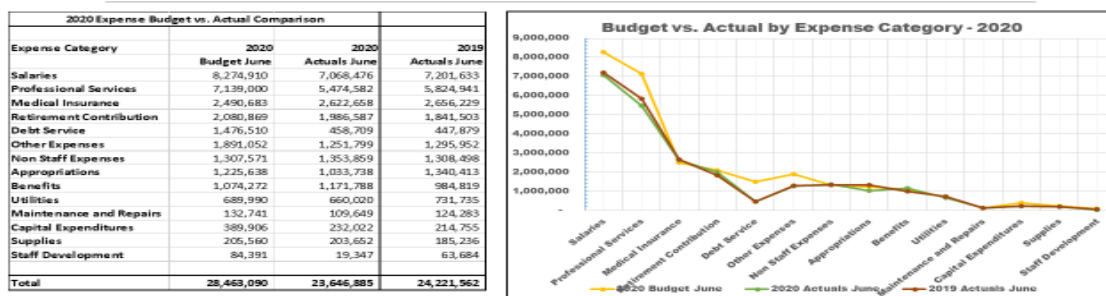 2020 Expense Budget vs. Actual Comparison
Expense Category 2020 2020 2019
Budget June Actuals June Actuals June
Salaries 8,274,910 7,068,476 7,201,633
Professional Services 7,139,000 5,474,582 5,824,941
Medical Insurance 2,490,683 2,622,658 2,656,229
Retirement Contribution 2,080,869 1,986,587 1,841,503
Debt Service 1,476,510 458,709 447,879
Other Expenses 1,891,052 1,251,799 1,295,952
Non Staff Expenses 1,307,571 1,353,859 1,308,498
Appropriations 1,225,638 1,033,738 1,340,413
Benefits 1,074,272 1,171,788 984,819
Utilities 689,990 660,020 731,735
Maintenance and Repairs 132,741 109,649 124,283
Capital Expenditures 389,906 232,022 214,755
Supplies 205,560 203,652 185,236
Staff Development 84,391 19,347 63,684
Total 28,463,090 23,646,885 24,221,562
Budget vs. Actual by Expense Category - 2020
9,000,000
8,000,000
7,000,000
6,000,000
5,000,000
4,000,000
3,000,000
2,000,000
1,000,000
-
Salaries
Professional Services
Medical Insurance
Retirement Contribution
Debt Service
Other Expenses
Non Staff Expenses
Appropriations
Benefits
Utilities
Maintenance and Repairs
Capital Expenditures
Supplies
Staff Development
2020 Budget June 2020 Actuals June 2019 Actuals June